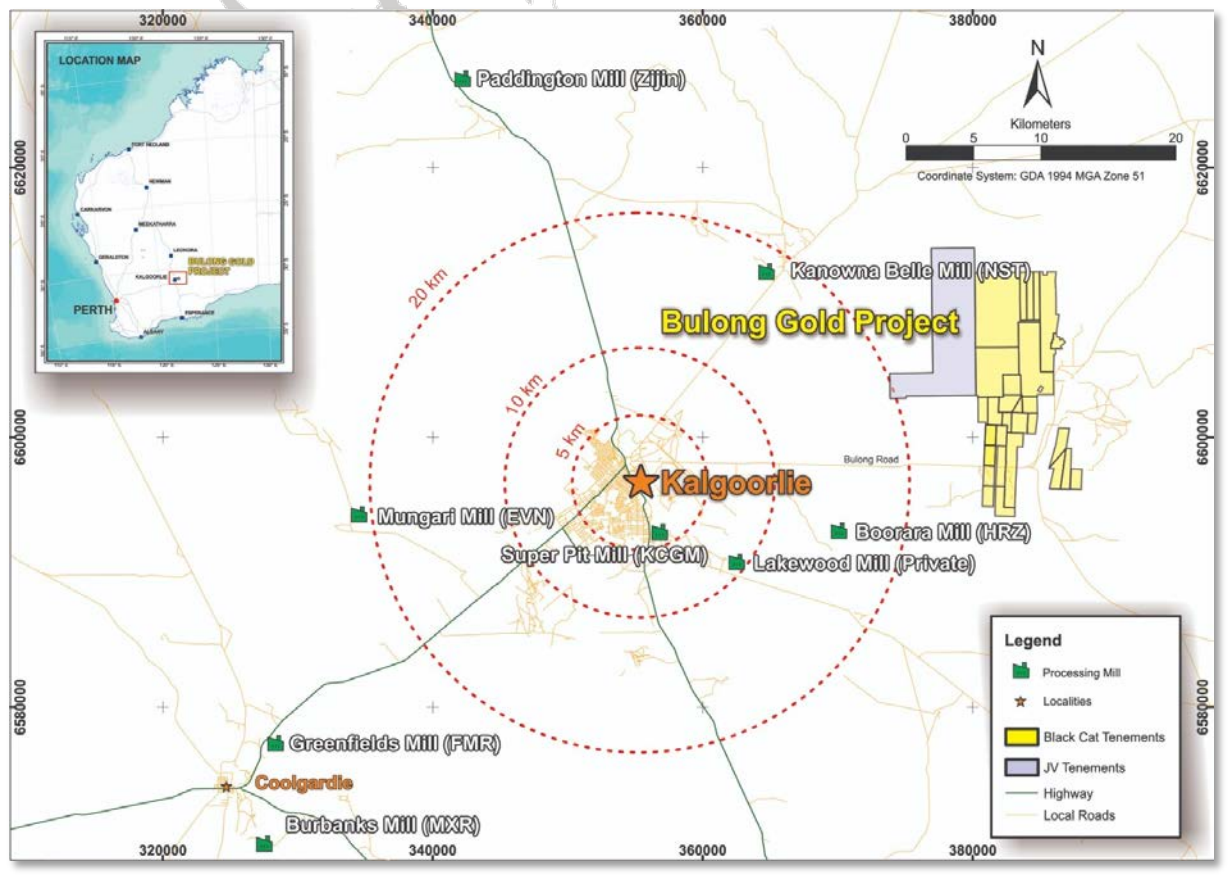 320000
340000
360000
380000
LOCATION MAP
PORT HEDLAND
NEWMAN
CARNARVON
MEEKATHARRA
GERALDTON
LEONORA
BULONG GOLD
PROJECT
KALGOORLIE
PERTH
ESPERANCE
ALBANY
Paddington Mill (Zijin)
N
Kilometers
0 5 10 20
Coordinate System: GDA 1994 MGA Zone 51
6620000
6620000
Kanowna Belle Mill (NST)
20 km
Bulong Gold Project
10 km
5 km
6600000
6600000
Bulong Road
Kalgoorlie
Mungari Mill (EVN)
Boorara Mill (HRZ)
Super Pit Mill (KCGM)
Lakewood Mill (Private)
Legend
Processing Mill
Localities
Black Cat Tenements
JV Tenements
Highway
Local Roads
6580000
6580000
Greenfields Mill (FMR)
Coolgardie
Burbanks Mill (MXR)
320000
340000
360000
380000